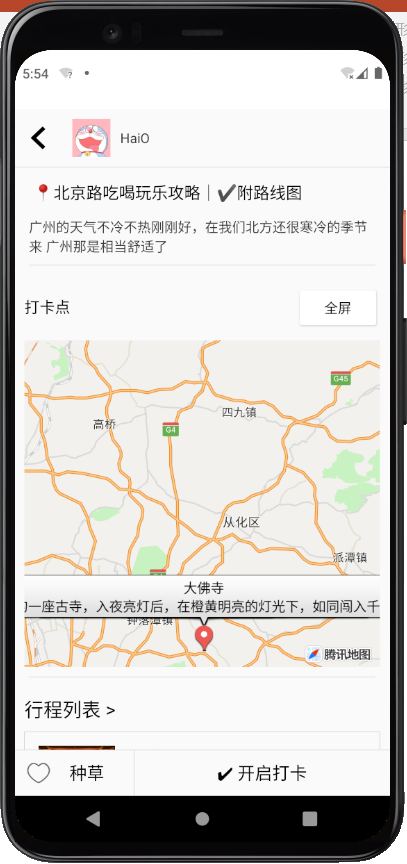 5:54
HaiO
📍北京路吃喝玩乐攻略｜✔附路线图
广州的天气不冷不热刚刚好，在我们北方还很寒冷的季节
来 广州那是相当舒适了
打卡点
全屏
G45
四九镇
高桥
G4
从化区
派潭镇
大佛寺
一座古寺，入夜亮灯后，在橙黄明亮的灯光下，如同闯入千
钟落潭镇
腾讯地图
行程列表 >
种草
✔ 开启打卡